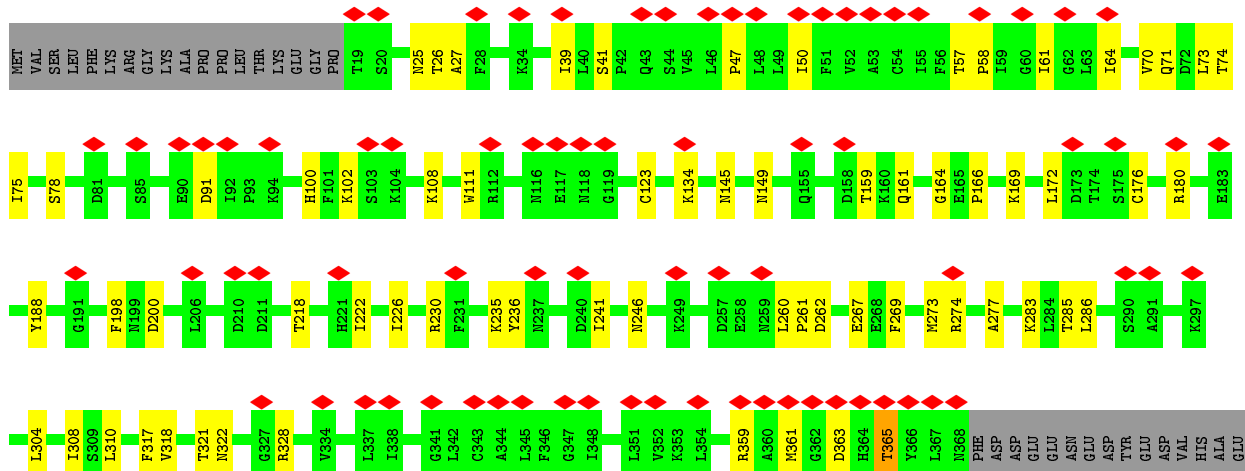 MET VAL SER LEU PHE LYS ARG GLY LYS ALA PRO PRO LEU THR LYS GLU GLY PRO T19 S20 N25 T26 A27 F28 K34 I39 L40 S41 P42 Q43 S44 V45 L46 P47 L48 L49 I50 F51 V52 A53 C54 I55 F56 T57 P58 I59 G60 I61 G62 L63 I64 V70 Q71 D72 L73 T74
I75 S78 D81 S85 E90 D91 I92 P93 K94 H100 F101 K102 S103 K104 K108 W111 R112 N116 E117 N118 G119 C123 K134 N145 N149 Q155 D158 T159 K160 Q161 G164 E165 P166 K169 L172 D173 T174 S175 C176 R180 E183
Y188 G191 F198 N199 D200 L206 D210 D211 T218 H221 I222 I226 R230 F231 K235 Y236 N237 D240 I241 N246 K249 D257 E258 N259 L260 P261 D262 E267 E268 F269 M273 R274 A277 K283 L284 T285 L286 S290 A291 K297
L304 I308 S309 L310 F317 V318 T321 N322 G327 R328 V334 L337 I338 G341 L342 G343 A344 L345 F346 G347 I348 L351 V352 K353 L354 R359 A360 M361 G362 D363 H364 T365 Y366 L367 N368 PHE ASP ASP GLU GLU ASN GLU ASP TYR GLU ASP VAL HIS ALA GLU